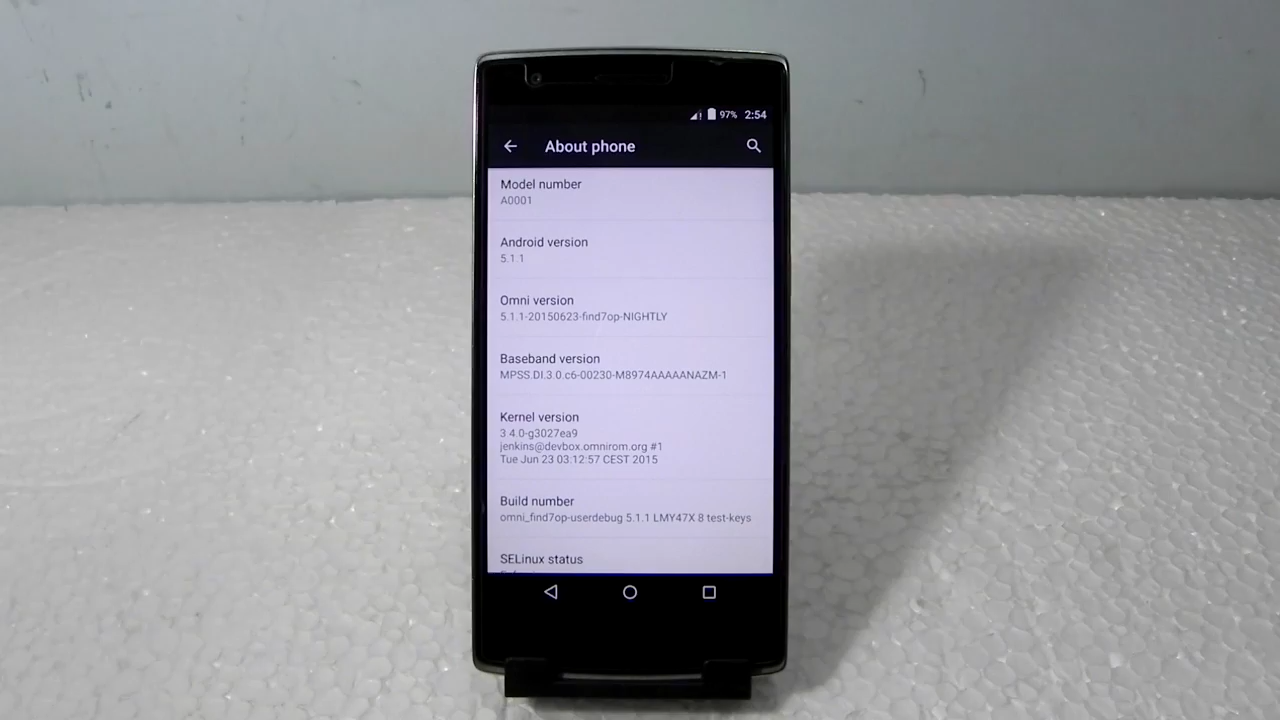 97% 2:54
About phone
Model number
A0001
Android version
5.1.1
Omni version
5.1.1-20150623-find7op-NIGHTLY
Baseband version
MPSS.DI.3.0.c6-00230-M8974AAAAANAZM-1
Kernel version
3.4.0-g3027ea9
jenkins@devbox.omnirom.org #1
Tue Jun 23 03:12:57 CEST 2015
Build number
omni_find7op-userdebug 5.1.1 LMY47X 8 test-keys
SELinux status